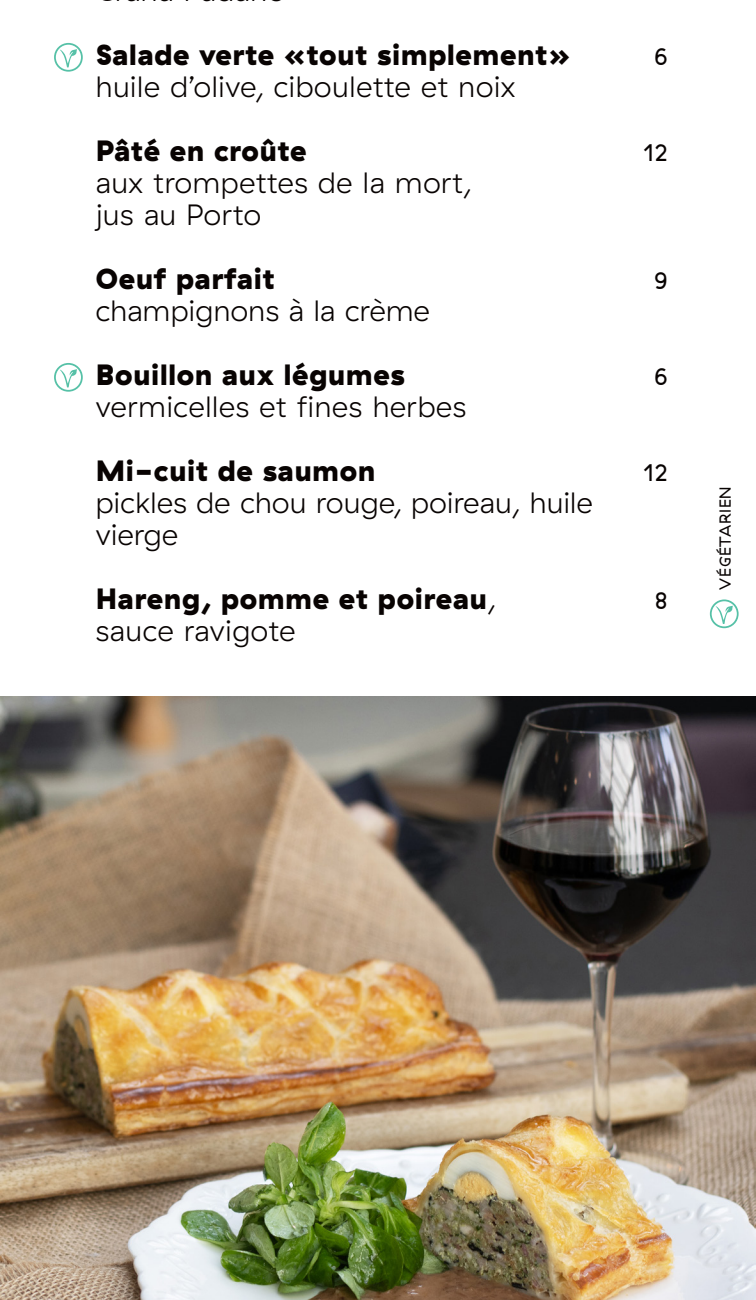 Salade verte «tout simplement» 6
huile d’olive, ciboulette et noix
Pâté en croûte 12
aux trompettes de la mort,
jus au Porto
Oeuf parfait 9
champignons à la crème
Bouillon aux légumes 6
vermicelles et fines herbes
Mi-cuit de saumon 12
pickles de chou rouge, poireau, huile
vierge
Hareng, pomme et poireau, 8
sauce ravigote
VÉGÉTARIEN